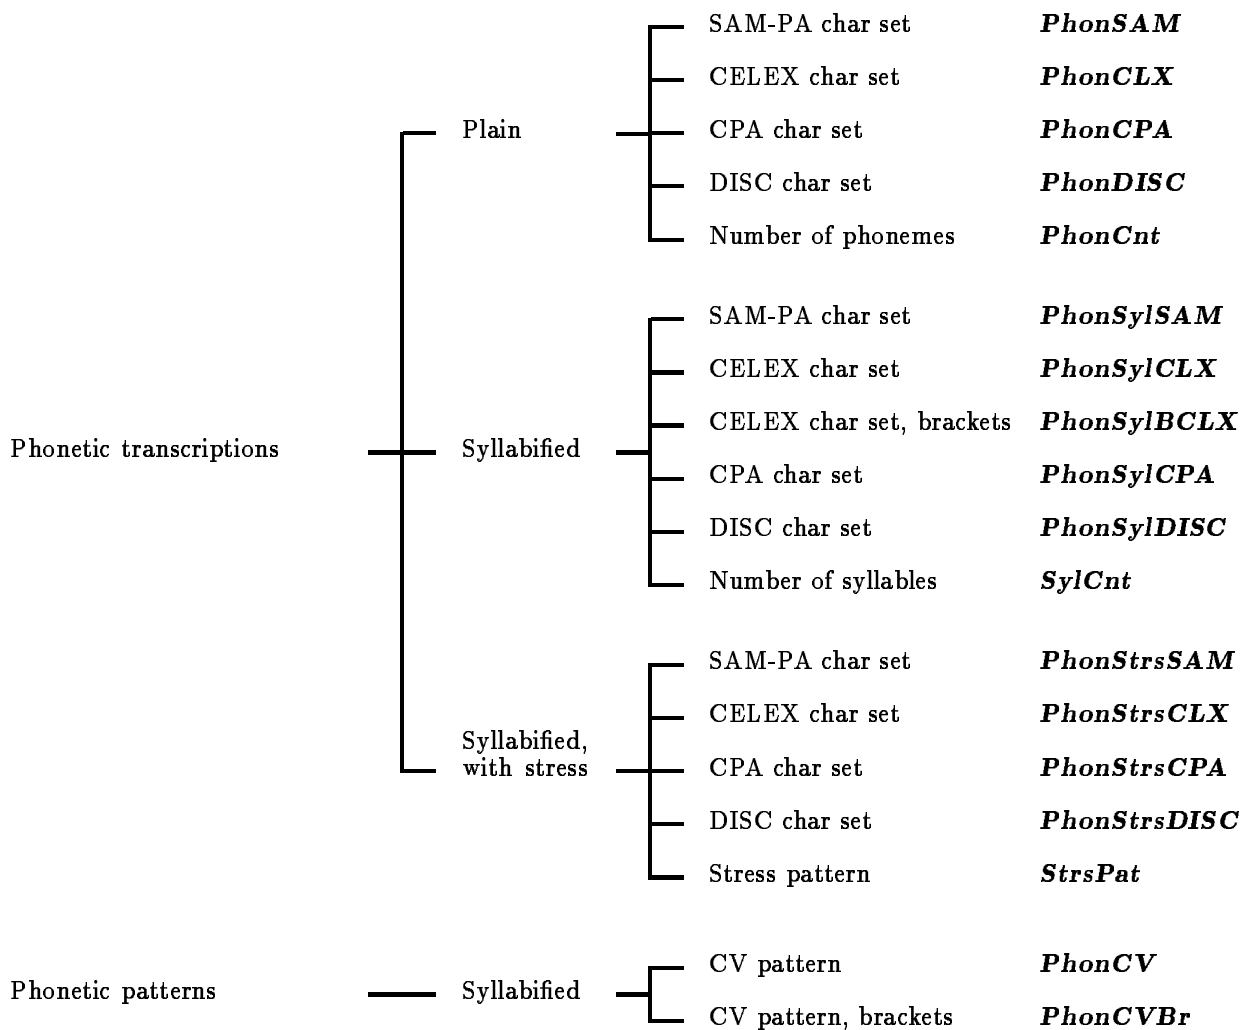 SAM-PA char set PhonSAM
CELEX char set PhonCLX
Plain CPA char set PhonCPA
DISC char set PhonDISC
Number of phonemes PhonCnt
SAM-PA char set PhonSylSAM
CELEX char set PhonSylCLX
CELEX char set, brackets PhonSylBCLX
Phonetic transcriptions Syllabified
CPA char set PhonSylCPA
DISC char set PhonSylDISC
Number of syllables SylCnt
SAM-PA char set PhonStrsSAM
CELEX char set PhonStrsCLX
Syllabified,
with stress CPA char set PhonStrsCPA
DISC char set PhonStrsDISC
Stress pattern StrsPat
CV pattern PhonCV
Phonetic patterns Syllabified
CV pattern, brackets PhonCVBr